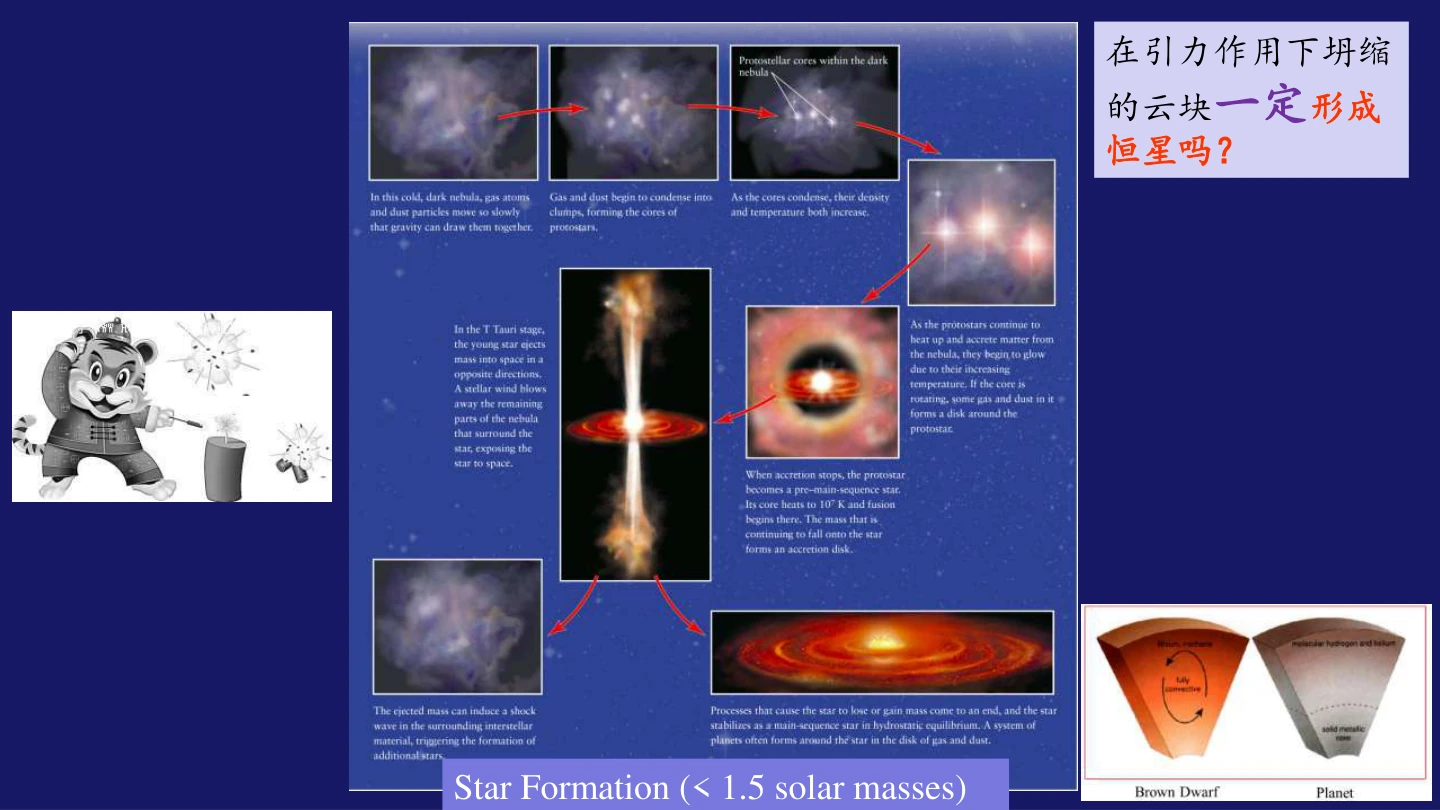 在引力作用下坍缩
的云块一定形成
恒星吗？
Protostellar cores within the dark
nebula
In this cold, dark nebula, gas atoms
and dust particles move so slowly
that gravity can draw them together.
Gas and dust begin to condense into
clumps, forming the cores of
protostars.
As the cores condense, their density
and temperature both increase.
As the protostars continue to
heat up and accrete matter from
the nebula, they begin to glow
due to their increasing
temperature. If the core is
rotating, some gas and dust in it
forms a disk around the
protostar.
When accretion stops, the protostar
becomes a pre–main-sequence star.
Its core heats to 10⁷ K and fusion
begins there. The mass that is
continuing to fall onto the star
forms an accretion disk.
In the T Tauri stage,
the young star ejects
mass into space in a
opposite directions.
A stellar wind blows
away the remaining
parts of the nebula
that surround the
star, exposing the
star to space.
The ejected mass can induce a shock
wave in the surrounding interstellar
material, triggering the formation of
additional stars.
Processes that cause the star to lose or gain mass come to an end, and the star
stabilizes as a main-sequence star in hydrostatic equilibrium. A system of
planets often forms around the star in the disk of gas and dust.
Star Formation (< 1.5 solar masses)
lithium, methane
fully
convective
molecular hydrogen and helium
solid metallic
core
Brown Dwarf
Planet